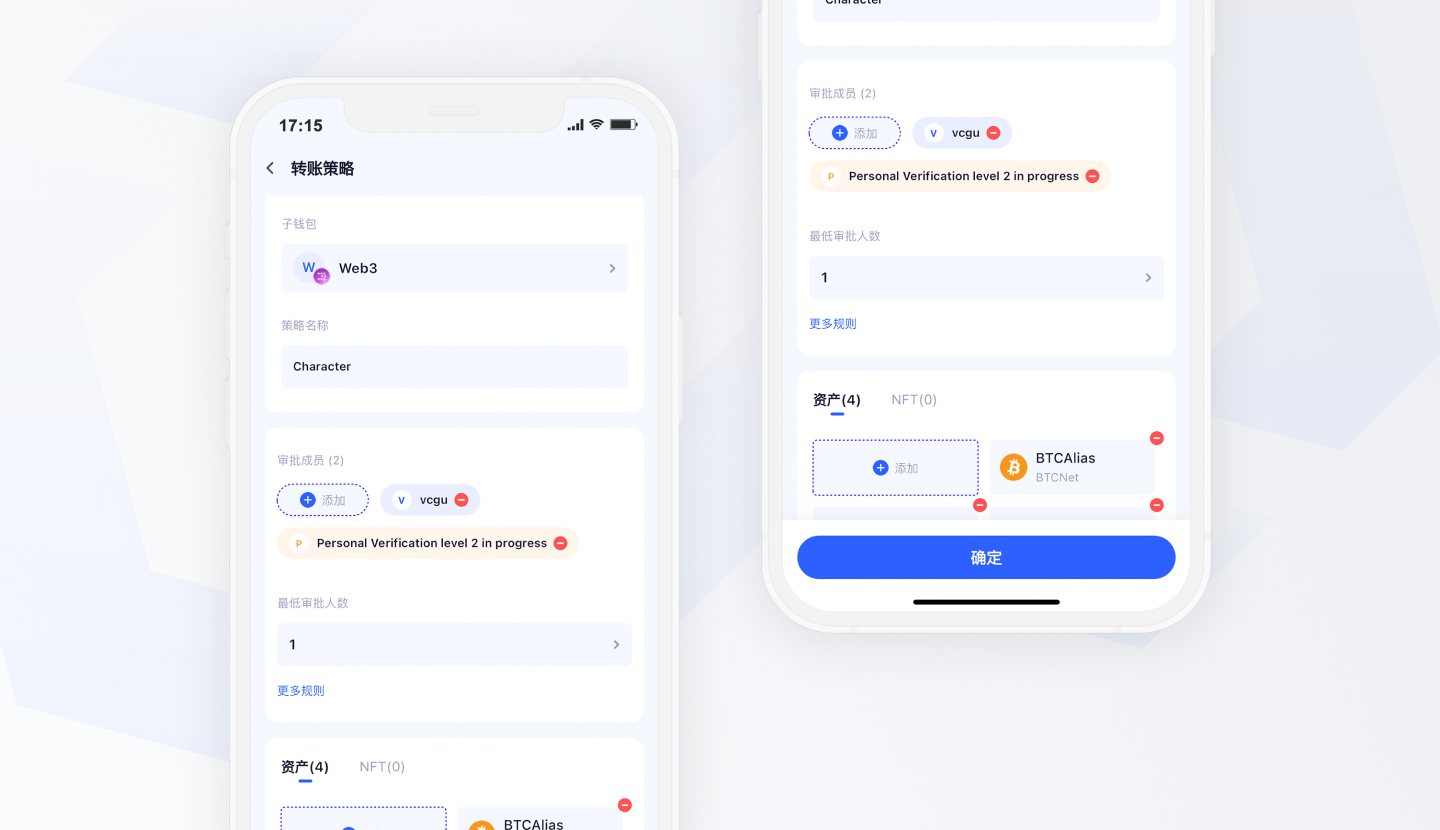 17:15
转账策略
子钱包
W
Web3
策略名称
Character
审批成员 (2)
添加
v
vcgu
P
Personal Verification level 2 in progress
最低审批人数
1
更多规则
资产(4)
NFT(0)
BTCAlias
Character
审批成员 (2)
添加
v
vcgu
P
Personal Verification level 2 in progress
最低审批人数
1
更多规则
资产(4)
NFT(0)
添加
BTCAlias
BTCNet
确定